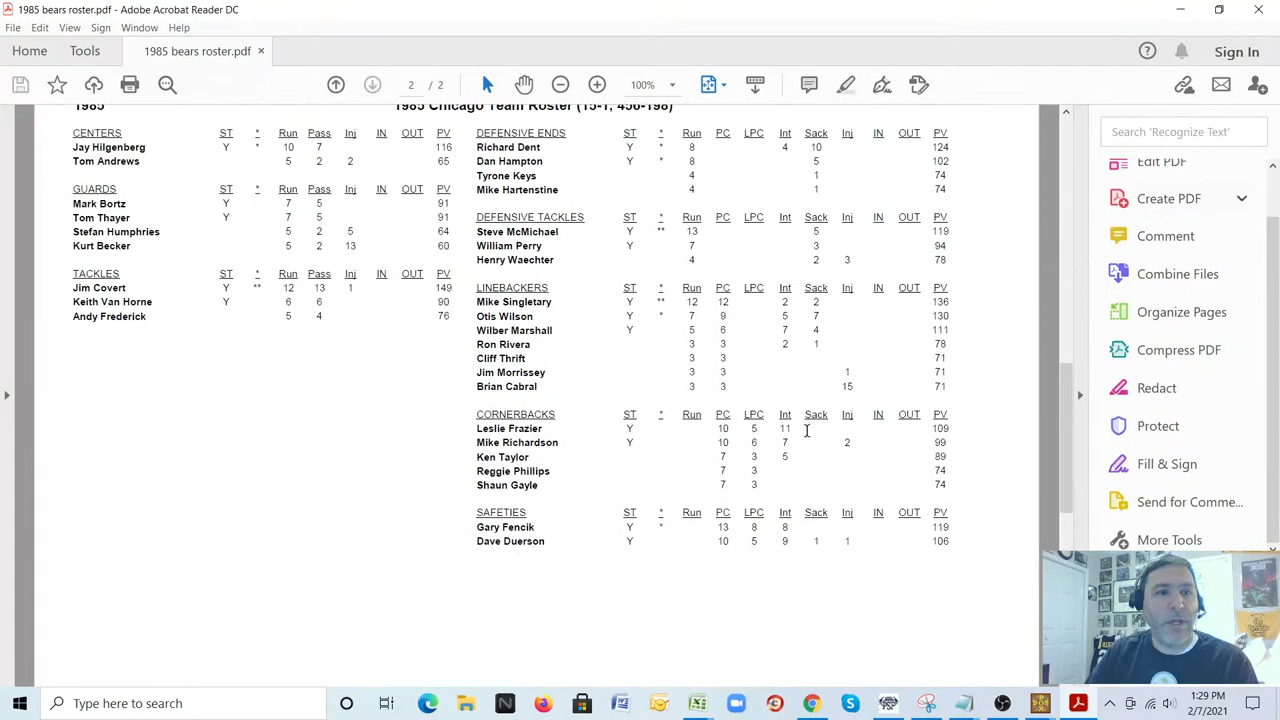 1985 bears roster.pdf - Adobe Acrobat Reader DC
File Edit View Sign Window Help
Home Tools 1985 bears roster.pdf × Sign In
2 / 2 100%
1985 1985 Chicago Team Roster (15-1, 456-198)
CENTERS ST * Run Pass Inj IN OUT PV
Jay Hilgenberg Y * 10 7 116
Tom Andrews 5 2 2 65
GUARDS ST * Run Pass Inj IN OUT PV
Mark Bortz Y 7 5 91
Tom Thayer Y 7 5 91
Stefan Humphries 5 2 5 64
Kurt Becker 5 2 13 60
TACKLES ST * Run Pass Inj IN OUT PV
Jim Covert Y ** 12 13 1 149
Keith Van Horne Y 6 6 90
Andy Frederick 5 4 76
DEFENSIVE ENDS ST * Run PC LPC Int Sack Inj IN OUT PV
Richard Dent Y * 8 4 10 124
Dan Hampton Y * 8 5 102
Tyrone Keys 4 1 74
Mike Hartenstine 4 1 74
DEFENSIVE TACKLES ST * Run PC LPC Int Sack Inj IN OUT PV
Steve McMichael Y ** 13 5 119
William Perry Y 7 3 94
Henry Waechter 4 2 3 78
LINEBACKERS ST * Run PC LPC Int Sack Inj IN OUT PV
Mike Singletary Y ** 12 12 2 2 136
Otis Wilson Y * 7 9 5 7 130
Wilber Marshall Y 5 6 7 4 111
Ron Rivera 3 3 2 1 78
Cliff Thrift 3 3 71
Jim Morrissey 3 3 1 71
Brian Cabral 3 3 15 71
CORNERBACKS ST * Run PC LPC Int Sack Inj IN OUT PV
Leslie Frazier Y 10 5 11 109
Mike Richardson Y 10 6 7 2 99
Ken Taylor 7 3 5 89
Reggie Phillips 7 3 74
Shaun Gayle 7 3 74
SAFETIES ST * Run PC LPC Int Sack Inj IN OUT PV
Gary Fencik Y * 13 8 8 119
Dave Duerson Y 10 5 9 1 1 106
Search 'Recognize Text'
Edit PDF
Create PDF
Comment
Combine Files
Organize Pages
Compress PDF
Redact
Protect
Fill & Sign
Send for Comme...
More Tools
Type here to search
1:29 PM
2/7/2021